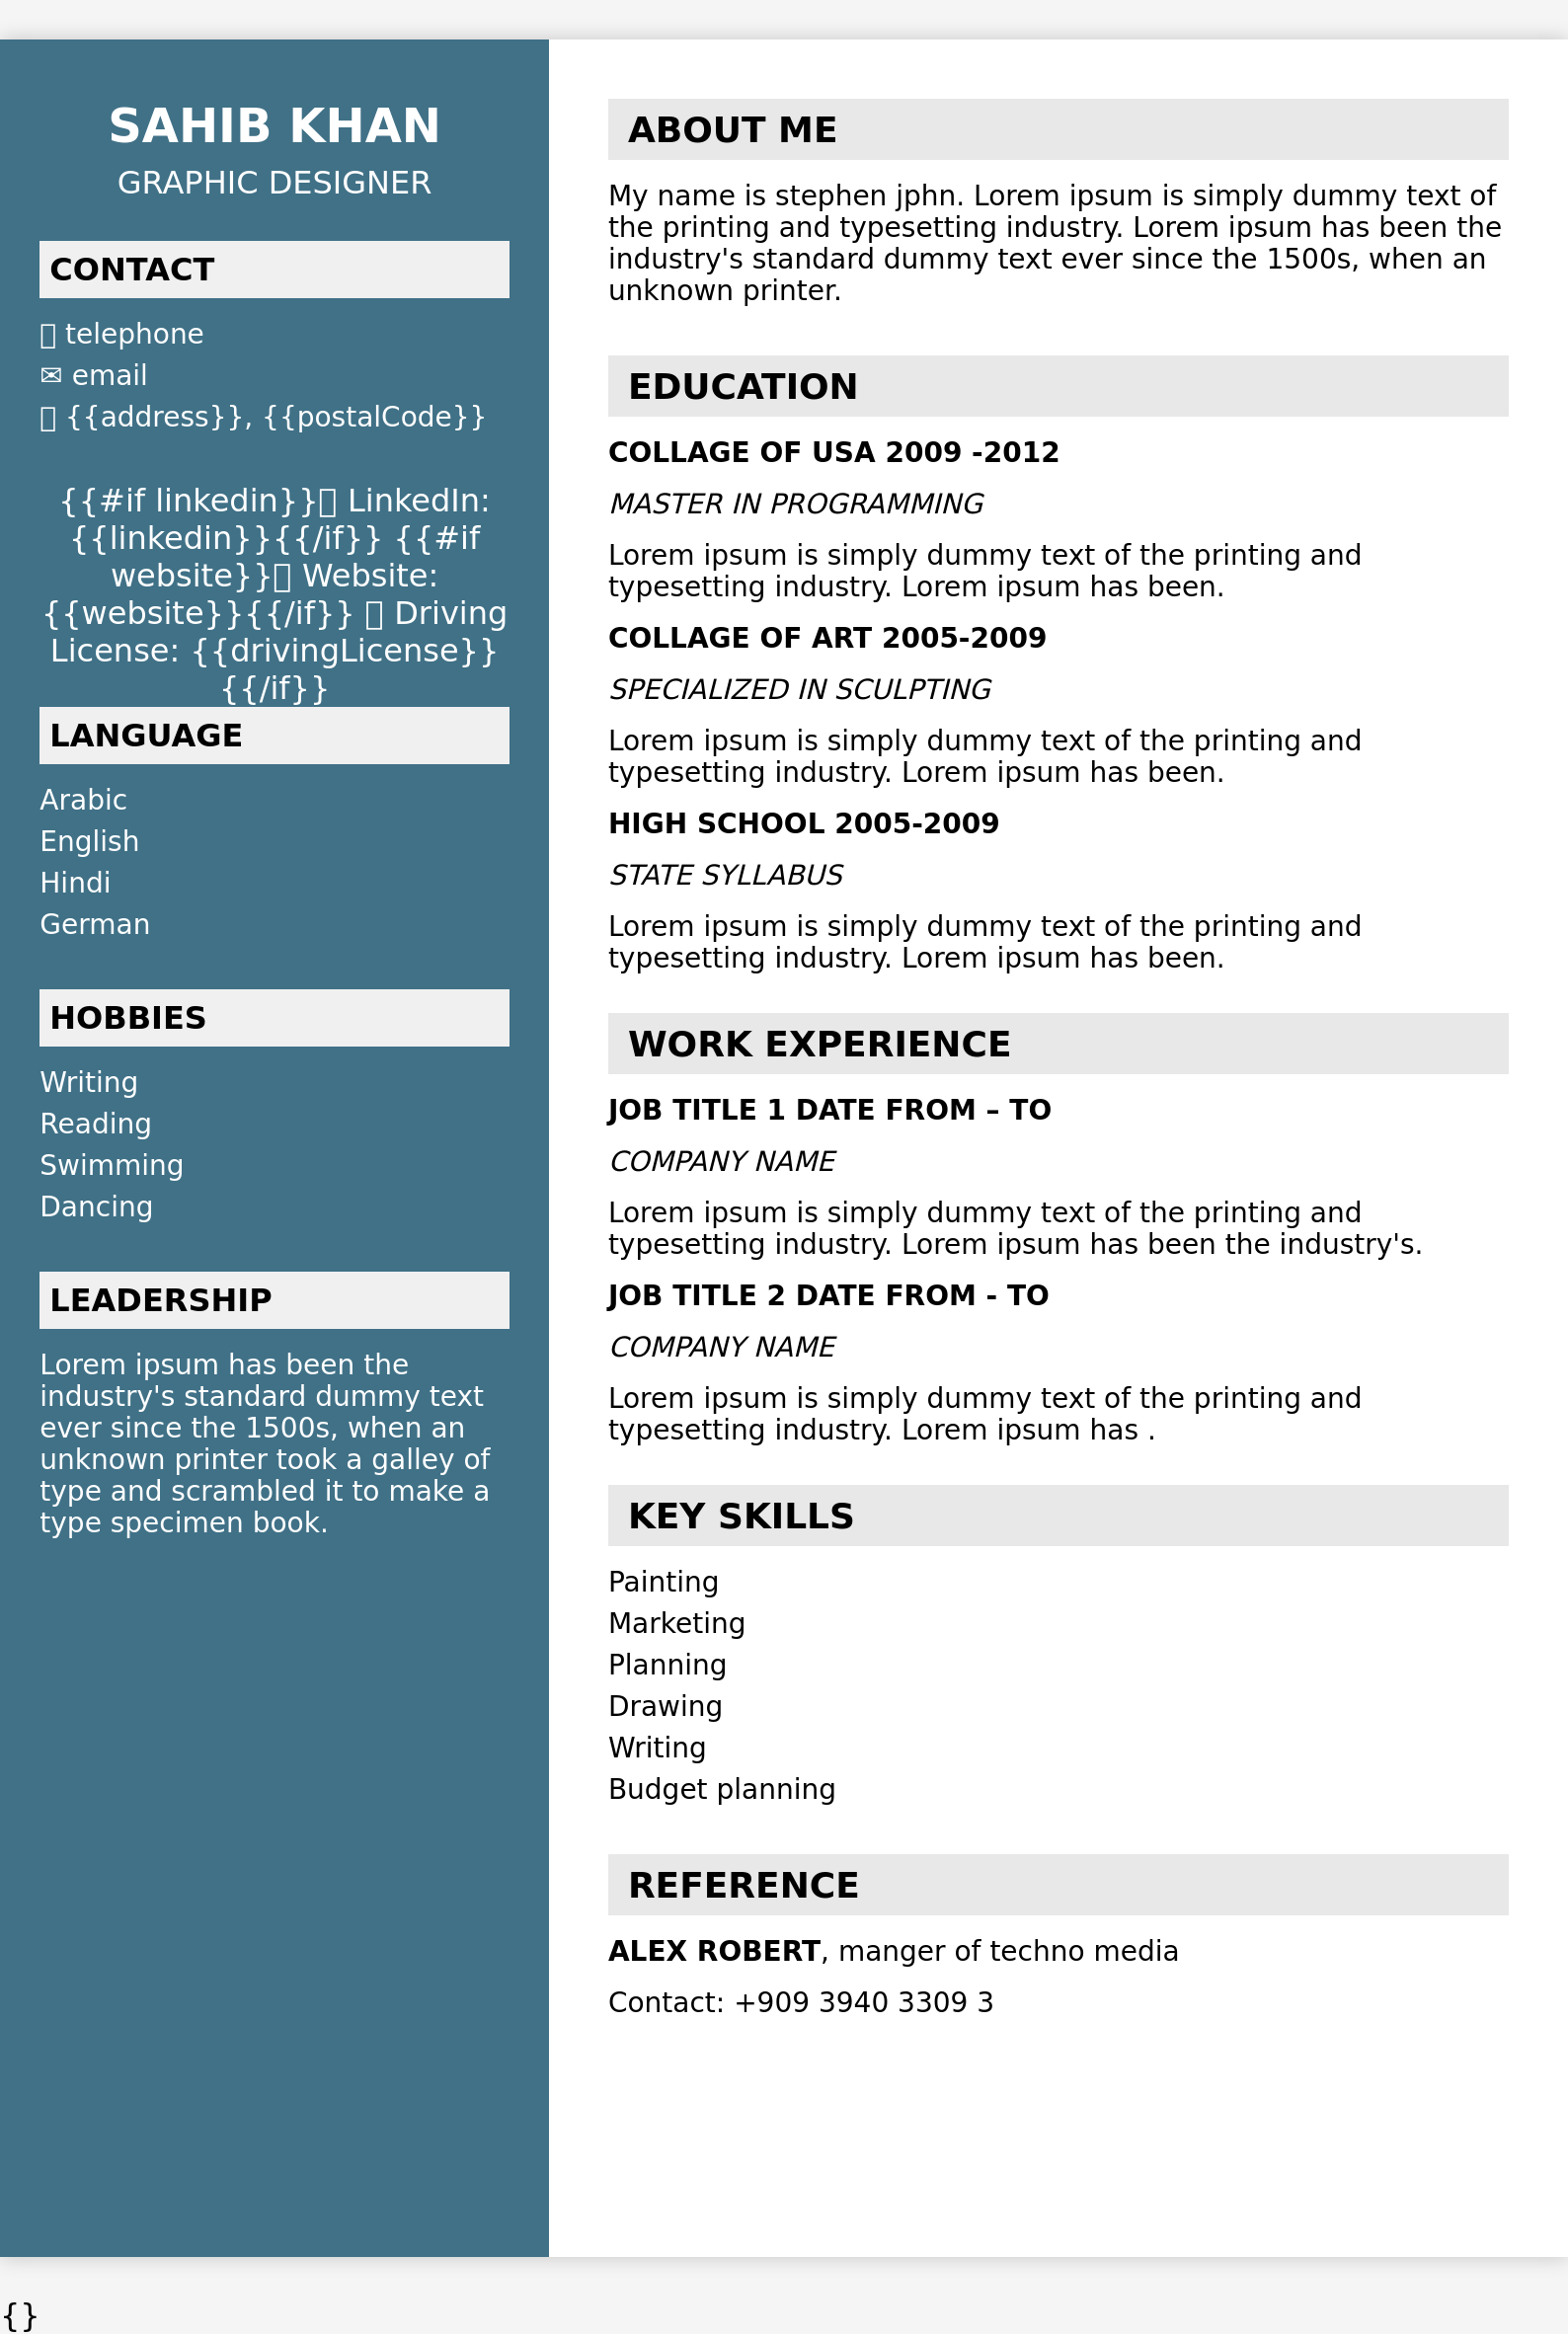 SAHIB KHAN
GRAPHIC DESIGNER
CONTACT
telephone
✉ email
{{address}}, {{postalCode}}
{{#if linkedin}} LinkedIn:
{{linkedin}}{{/if}} {{#if
website}} Website:
{{website}}{{/if}} Driving
License: {{drivingLicense}}
{{/if}}
LANGUAGE
Arabic
English
Hindi
German
HOBBIES
Writing
Reading
Swimming
Dancing
LEADERSHIP
Lorem ipsum has been the
industry's standard dummy text
ever since the 1500s, when an
unknown printer took a galley of
type and scrambled it to make a
type specimen book.
ABOUT ME
My name is stephen jphn. Lorem ipsum is simply dummy text of
the printing and typesetting industry. Lorem ipsum has been the
industry's standard dummy text ever since the 1500s, when an
unknown printer.
EDUCATION
COLLAGE OF USA 2009 -2012
MASTER IN PROGRAMMING
Lorem ipsum is simply dummy text of the printing and
typesetting industry. Lorem ipsum has been.
COLLAGE OF ART 2005-2009
SPECIALIZED IN SCULPTING
Lorem ipsum is simply dummy text of the printing and
typesetting industry. Lorem ipsum has been.
HIGH SCHOOL 2005-2009
STATE SYLLABUS
Lorem ipsum is simply dummy text of the printing and
typesetting industry. Lorem ipsum has been.
WORK EXPERIENCE
JOB TITLE 1 DATE FROM – TO
COMPANY NAME
Lorem ipsum is simply dummy text of the printing and
typesetting industry. Lorem ipsum has been the industry's.
JOB TITLE 2 DATE FROM - TO
COMPANY NAME
Lorem ipsum is simply dummy text of the printing and
typesetting industry. Lorem ipsum has .
KEY SKILLS
Painting
Marketing
Planning
Drawing
Writing
Budget planning
REFERENCE
ALEX ROBERT, manger of techno media
Contact: +909 3940 3309 3
{}